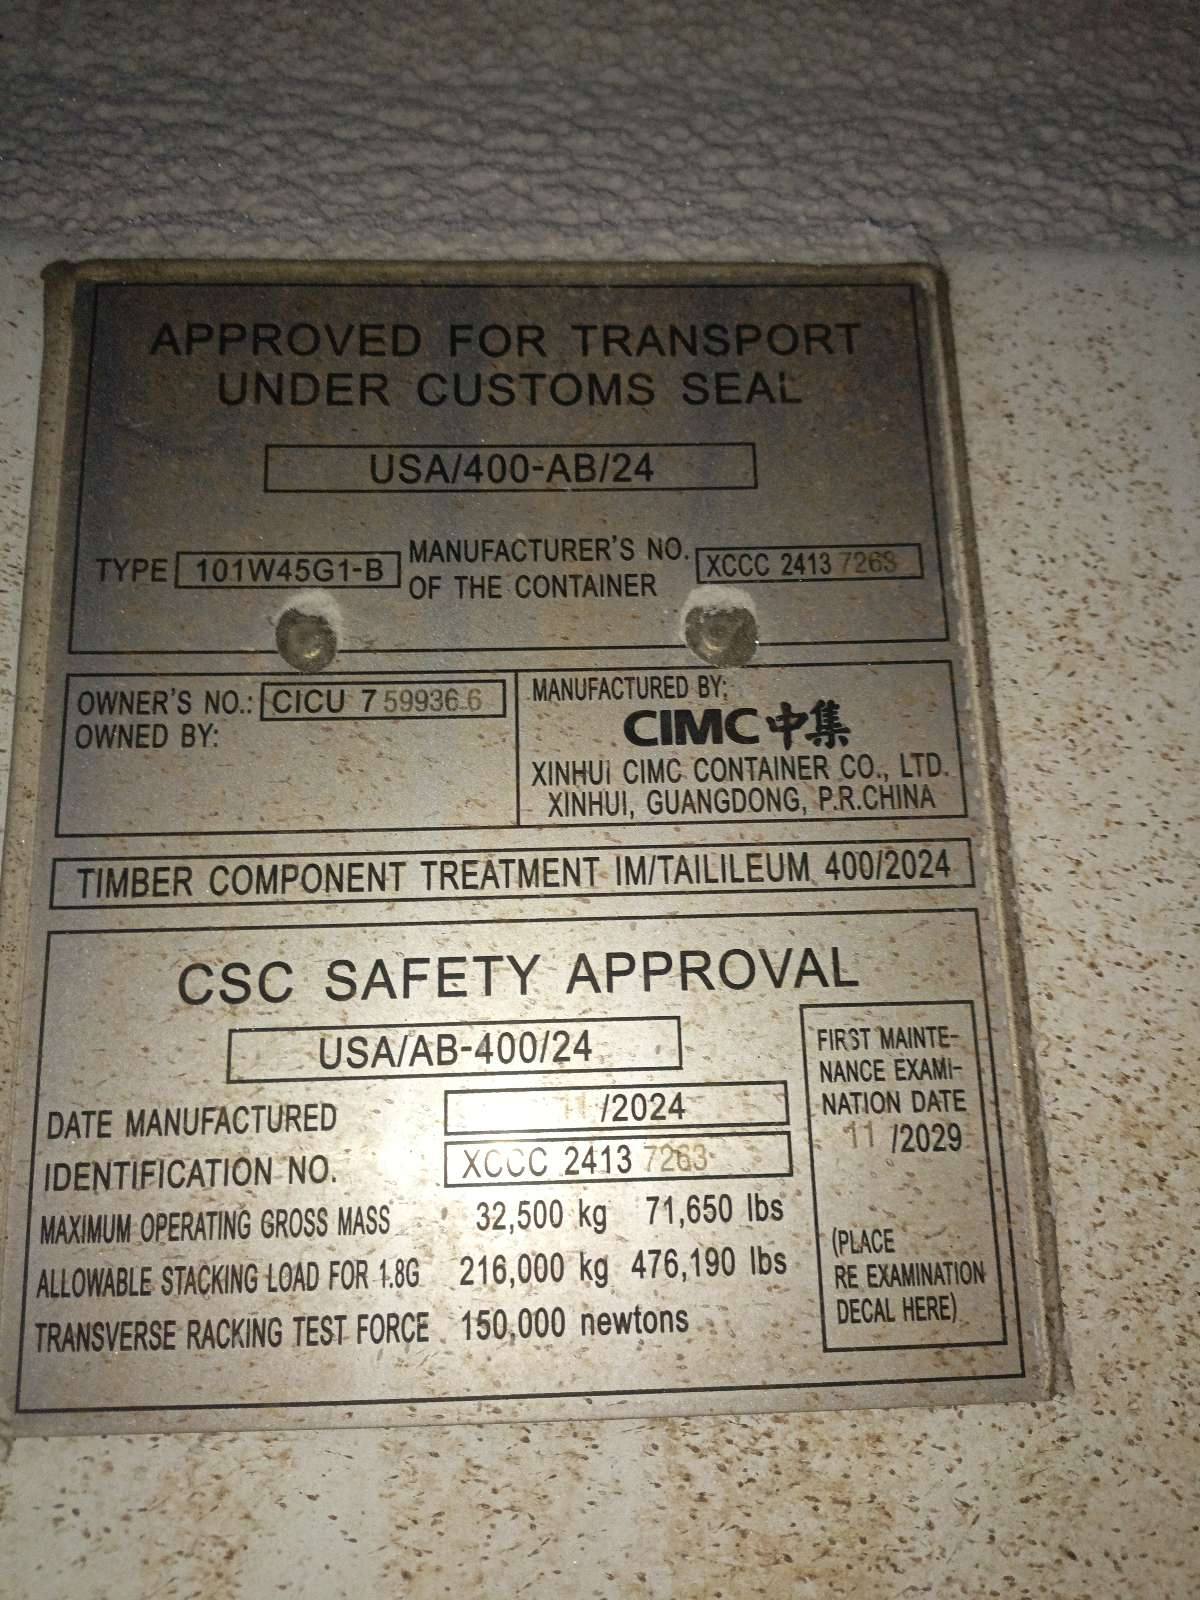 APPROVED FOR TRANSPORT
UNDER CUSTOMS SEAL
USA/400-AB/24
TYPE 101W45G1-B MANUFACTURER'S NO. OF THE CONTAINER XCCC 2413 7263
OWNER'S NO.: CICU 7 59936 6
OWNED BY:
MANUFACTURED BY:
CIMC中集
XINHUI CIMC CONTAINER CO., LTD.
XINHUI, GUANGDONG, P.R.CHINA
TIMBER COMPONENT TREATMENT IM/TAILILEUM 400/2024
CSC SAFETY APPROVAL
USA/AB-400/24
DATE MANUFACTURED 11 /2024
IDENTIFICATION NO. XCCC 2413 7263
MAXIMUM OPERATING GROSS MASS 32,500 kg 71,650 lbs
ALLOWABLE STACKING LOAD FOR 1.8G 216,000 kg 476,190 lbs
TRANSVERSE RACKING TEST FORCE 150,000 newtons
FIRST MAINTE-
NANCE EXAMI-
NATION DATE
11 /2029
(PLACE
RE EXAMINATION
DECAL HERE)